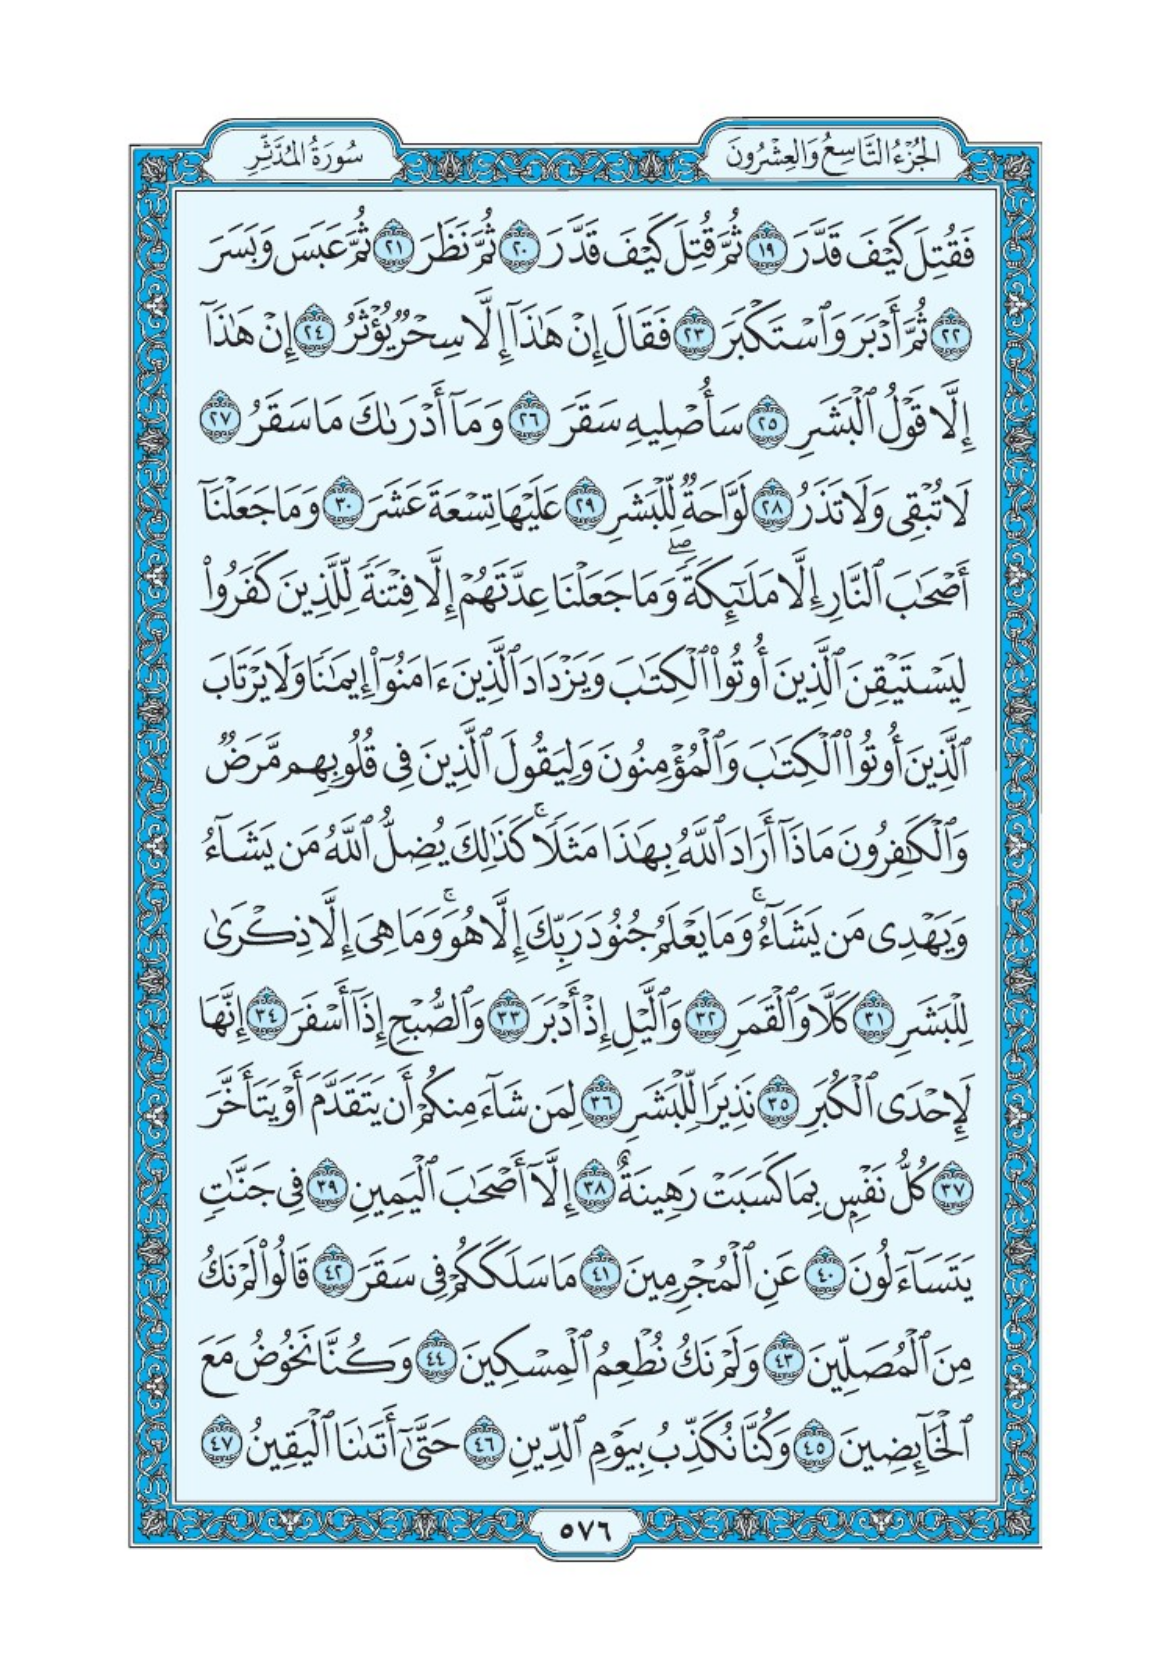 الجُزْءُ التَّاسِعُ وَالعِشْرُونَ
سُورَةُ المُدَّثِّرِ
فَقُتِلَ كَيْفَ قَدَّرَ ١٩ ثُمَّ قُتِلَ كَيْفَ قَدَّرَ ٢٠ ثُمَّ نَظَرَ ٢١ ثُمَّ عَبَسَ وَبَسَرَ
٢٢ ثُمَّ أَدْبَرَ وَٱسْتَكْبَرَ ٢٣ فَقَالَ إِنْ هَٰذَآ إِلَّا سِحْرٌ يُؤْثَرُ ٢٤ إِنْ هَٰذَآ
إِلَّا قَوْلُ ٱلْبَشَرِ ٢٥ سَأُصْلِيهِ سَقَرَ ٢٦ وَمَآ أَدْرَىٰكَ مَا سَقَرُ ٢٧
لَا تُبْقِى وَلَا تَذَرُ ٢٨ لَوَّاحَةٌ لِّلْبَشَرِ ٢٩ عَلَيْهَا تِسْعَةَ عَشَرَ ٣٠ وَمَا جَعَلْنَآ
أَصْحَٰبَ ٱلنَّارِ إِلَّا مَلَٰٓئِكَةً ۖ وَمَا جَعَلْنَا عِدَّتَهُمْ إِلَّا فِتْنَةً لِّلَّذِينَ كَفَرُوا۟
لِيَسْتَيْقِنَ ٱلَّذِينَ أُوتُوا۟ ٱلْكِتَٰبَ وَيَزْدَادَ ٱلَّذِينَ ءَامَنُوٓا۟ إِيمَٰنًا وَلَا يَرْتَابَ
ٱلَّذِينَ أُوتُوا۟ ٱلْكِتَٰبَ وَٱلْمُؤْمِنُونَ وَلِيَقُولَ ٱلَّذِينَ فِى قُلُوبِهِم مَّرَضٌ
وَٱلْكَٰفِرُونَ مَاذَآ أَرَادَ ٱللَّهُ بِهَٰذَا مَثَلًا ۚ كَذَٰلِكَ يُضِلُّ ٱللَّهُ مَن يَشَآءُ
وَيَهْدِى مَن يَشَآءُ ۚ وَمَا يَعْلَمُ جُنُودَ رَبِّكَ إِلَّا هُوَ ۚ وَمَا هِىَ إِلَّا ذِكْرَىٰ
لِلْبَشَرِ ٣١ كَلَّا وَٱلْقَمَرِ ٣٢ وَٱلَّيْلِ إِذْ أَدْبَرَ ٣٣ وَٱلصُّبْحِ إِذَآ أَسْفَرَ ٣٤ إِنَّهَا
لَإِحْدَى ٱلْكُبَرِ ٣٥ نَذِيرًا لِّلْبَشَرِ ٣٦ لِمَن شَآءَ مِنكُمْ أَن يَتَقَدَّمَ أَوْ يَتَأَخَّرَ
٣٧ كُلُّ نَفْسٍۭ بِمَا كَسَبَتْ رَهِينَةٌ ٣٨ إِلَّآ أَصْحَٰبَ ٱلْيَمِينِ ٣٩ فِى جَنَّٰتٍ
يَتَسَآءَلُونَ ٤٠ عَنِ ٱلْمُجْرِمِينَ ٤١ مَا سَلَكَكُمْ فِى سَقَرَ ٤٢ قَالُوا۟ لَمْ نَكُ
مِنَ ٱلْمُصَلِّينَ ٤٣ وَلَمْ نَكُ نُطْعِمُ ٱلْمِسْكِينَ ٤٤ وَكُنَّا نَخُوضُ مَعَ
ٱلْخَآئِضِينَ ٤٥ وَكُنَّا نُكَذِّبُ بِيَوْمِ ٱلدِّينِ ٤٦ حَتَّىٰٓ أَتَىٰنَا ٱلْيَقِينُ ٤٧
٥٧٦